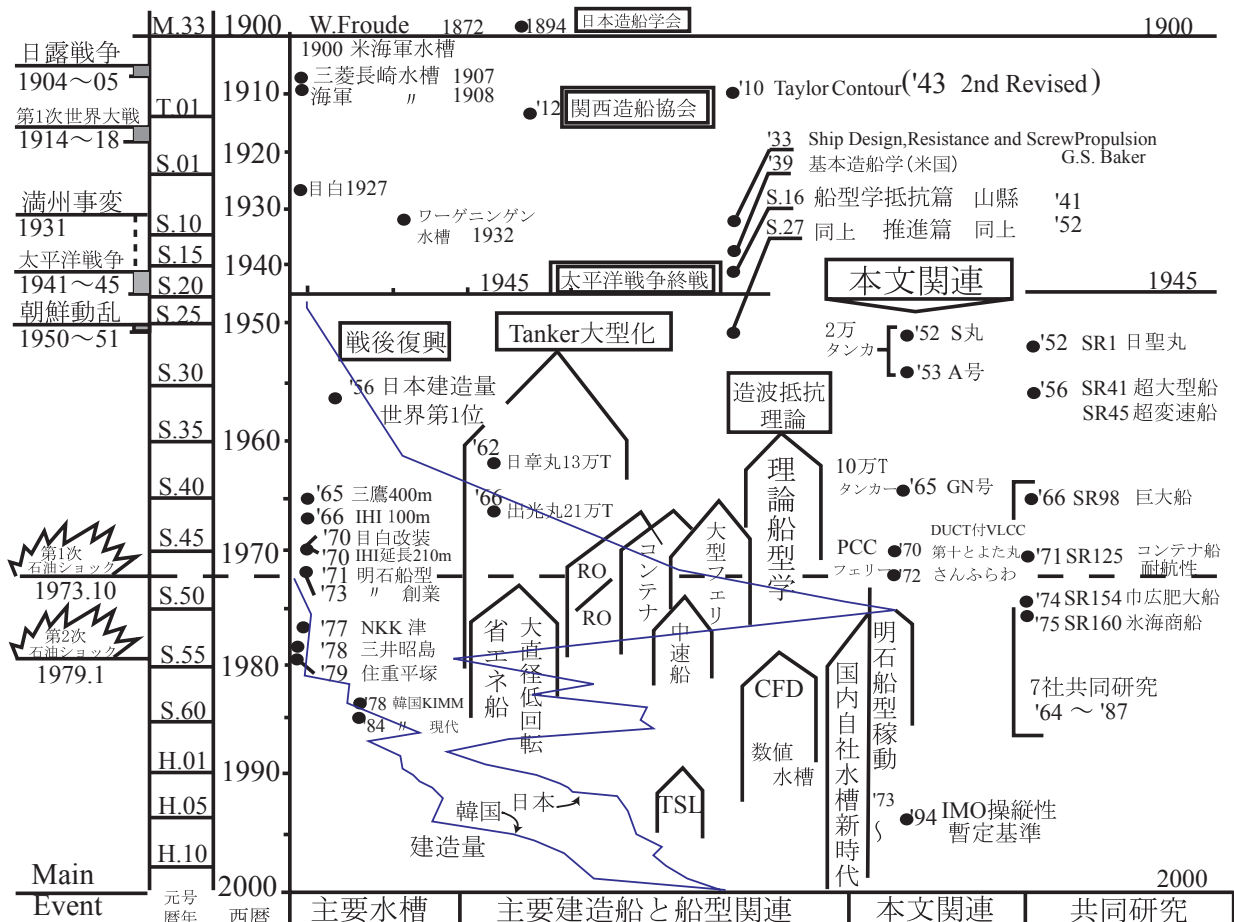 M.33 1900 W.Froude 1872 1894 日本造船学会 1900
日露戦争
1904～05
1900 米海軍水槽
三菱長崎水槽 1907
海軍 〃 1908
1910
'10 Taylor Contour('43 2nd Revised)
T.01
'12 関西造船協会
第1次世界大戦
1914～18
'33 Ship Design,Resistance and ScrewPropulsion
G.S. Baker
'39 基本造船学(米国)
1920
S.01
目白1927
S.16 船型学抵抗篇 山縣 '41
S.27 同上 推進篇 同上 '52
満州事変
1931
1930
S.10
ワーゲニンゲン
水槽 1932
S.15
太平洋戦争
1941～45
1940
S.20
1945 太平洋戦争終戦 1945
本文関連
朝鮮動乱
1950～51
S.25
1950
戦後復興
Tanker大型化
2万
タンカ
'52 S丸
'53 A号
'52 SR1 日聖丸
S.30
'56 日本建造量
世界第1位
造波抵抗
理論
'56 SR41 超大型船
SR45超変速船
S.35
1960
'62
日章丸13万T
理論船型学
10万T
タンカー
'65 GN号
S.40
'65 三鷹400m
'66 IHI 100m
'66
出光丸21万T
'66 SR98 巨大船
'70 目白改装
'70 IHI延長210m
'71 明石船型
'73 〃 創業
S.45
1970
RO
RO
コンテナ
大型フェリ
DUCT付VLCC
PCC '70 第十とよた丸
フェリー '72 さんふらわ
'71 SR125 コンテナ船
耐航性
第1次
石油ショック
1973.10
S.50
'74 SR154 巾広肥大船
'75 SR160 氷海商船
'77 NKK 津
'78 三井昭島
'79 住重平塚
省エネ船
大直径低回転
中速船
第2次
石油ショック
1979.1
S.55
1980
CFD
数値
水槽
国内自社水槽新時代
明石船型稼動
'73
～
7社共同研究
'64 ～ '87
'78 韓国KIMM
'84 〃 現代
S.60
H.01
1990
日本
韓国
建造量
TSL
H.05
'94 IMO操縦性
暫定基準
H.10
2000 2000
Main
Event
元号
暦年
西暦
主要水槽
主要建造船と船型関連
本文関連
共同研究